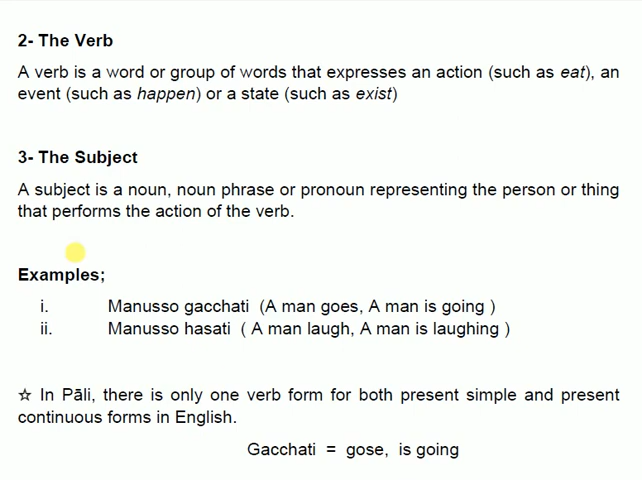 2- The Verb
A verb is a word or group of words that expresses an action (such as eat), an
event (such as happen) or a state (such as exist)
3- The Subject
A subject is a noun, noun phrase or pronoun representing the person or thing
that performs the action of the verb.
Examples;
i. Manusso gacchati (A man goes, A man is going )
ii. Manusso hasati ( A man laugh, A man is laughing )
☆ In Pāli, there is only one verb form for both present simple and present
continuous forms in English.
Gacchati = gose, is going